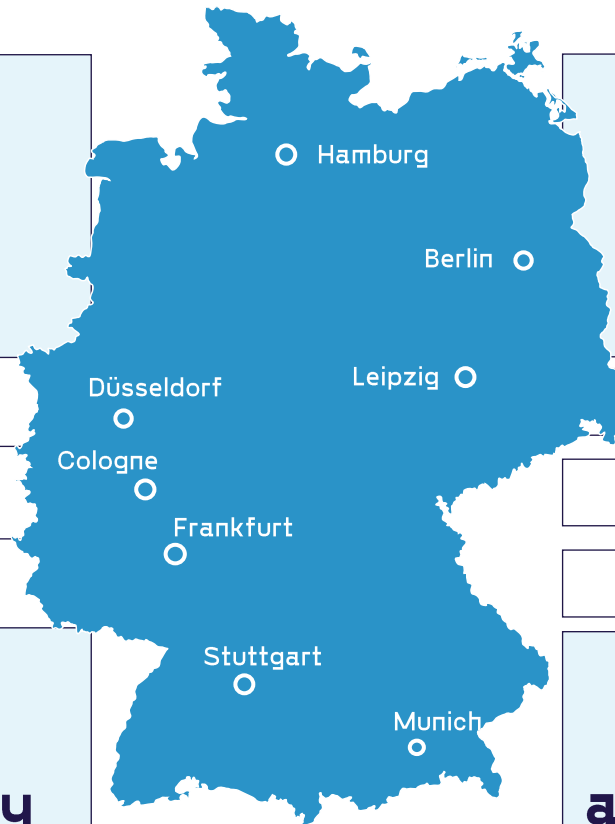 Hamburg
Berlin
Leipzig
Düsseldorf
Cologne
Frankfurt
Stuttgart
Munich
u
a